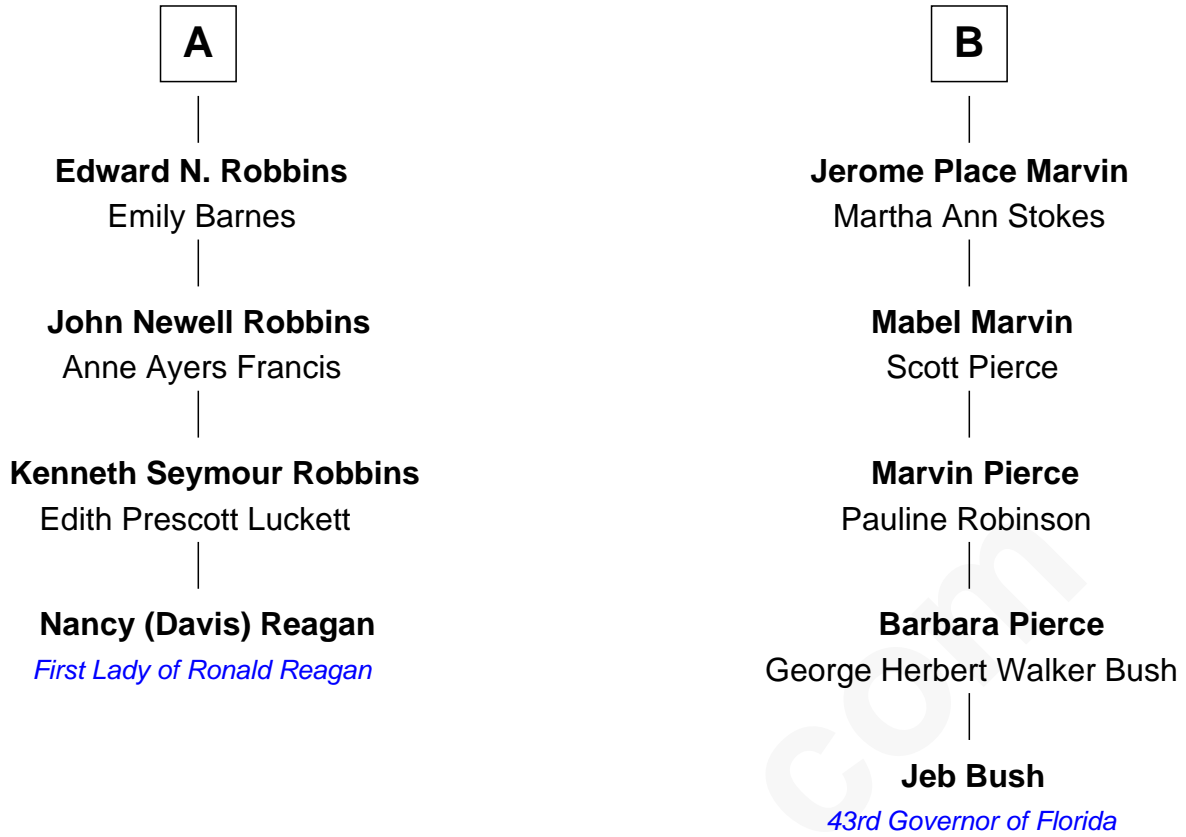 A
Edward N. Robbins
Emily Barnes
John Newell Robbins
Anne Ayers Francis
Kenneth Seymour Robbins
Edith Prescott Luckett
Nancy (Davis) Reagan
First Lady of Ronald Reagan
B
Jerome Place Marvin
Martha Ann Stokes
Mabel Marvin
Scott Pierce
Marvin Pierce
Pauline Robinson
Barbara Pierce
George Herbert Walker Bush
Jeb Bush
43rd Governor of Florida
com